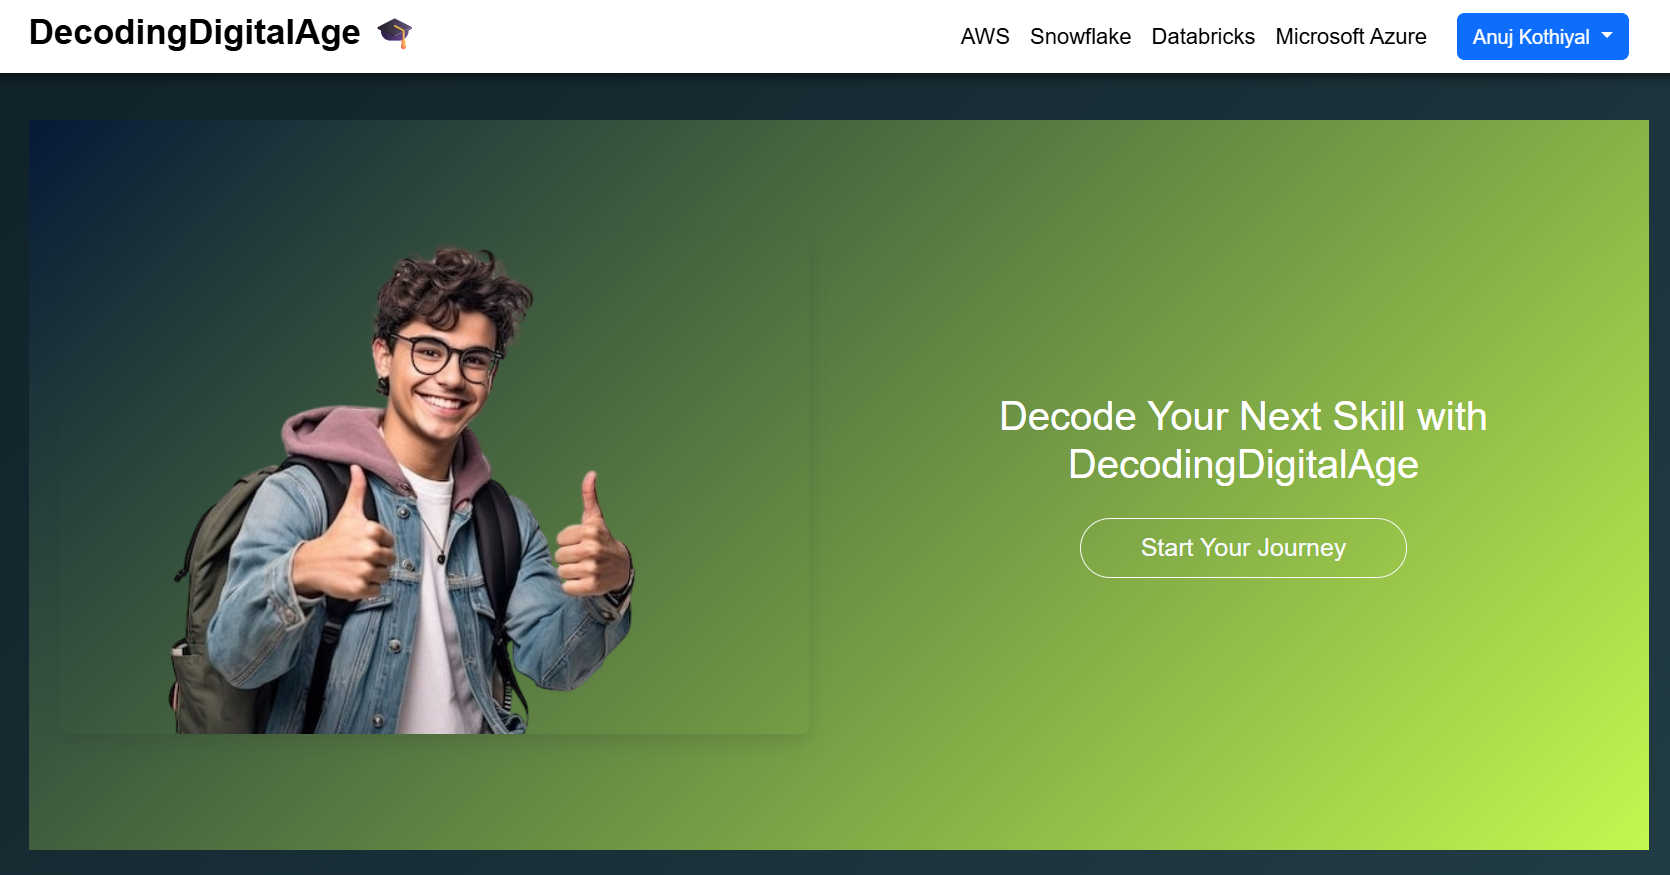 DecodingDigitalAge
AWS Snowflake Databricks Microsoft Azure Anuj Kothiyal
Decode Your Next Skill with
DecodingDigitalAge
Start Your Journey